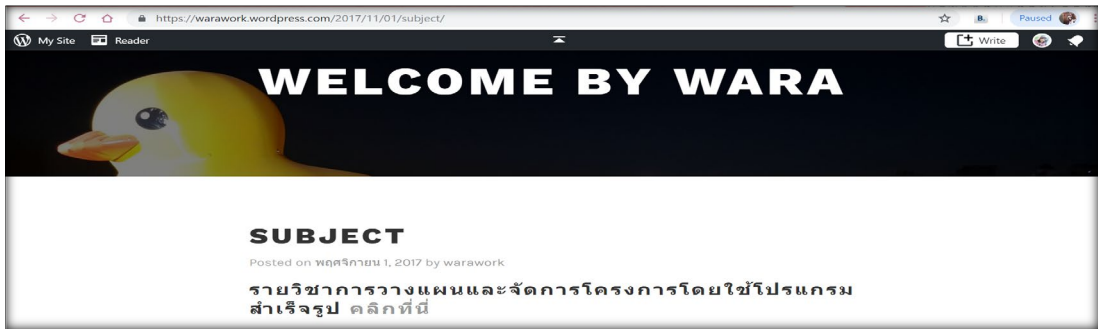 https://warawork.wordpress.com/2017/11/01/subject/
B.
Paused
My Site
Reader
Write
WELCOME BY WARA
SUBJECT
Posted on พฤศจิกายน 1, 2017 by warawork
รายวิชาการวางแผนและจัดการโครงการโดยใช้โปรแกรม
สำเร็จรูป คลิกที่นี่